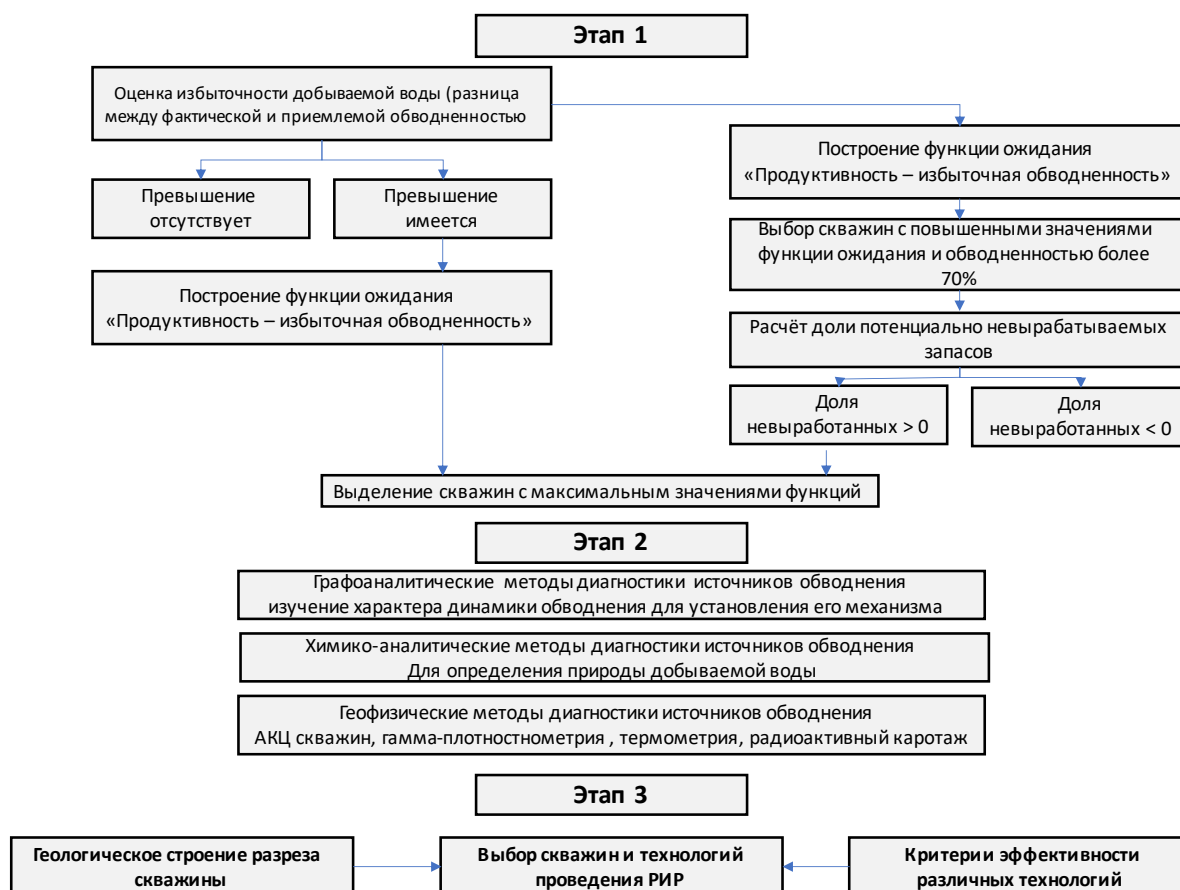 Этап 1
Оценка избыточности добываемой воды (разница
между фактической и приемлемой обводненностью
Превышение
отсутствует
Превышение
имеется
Построение функции ожидания
«Продуктивность – избыточная обводненность»
Построение функции ожидания
«Продуктивность – избыточная обводненность»
Выбор скважин с повышенными значениями
функции ожидания и обводненностью более
70%
Расчёт доли потенциально невырабатываемых
запасов
Доля
невыработанных > 0
Доля
невыработанных < 0
Выделение скважин с максимальным значениями функций
Этап 2
Графоаналитические методы диагностики источников обводнения
изучение характера динамики обводнения для установления его механизма
Химико-аналитические методы диагностики источников обводнения
Для определения природы добываемой воды
Геофизические методы диагностики источников обводнения
АКЦ скважин, гамма-плотностнометрия , термометрия, радиоактивный каротаж
Этап 3
Геологическое строение разреза
скважины
Выбор скважин и технологий
проведения РИР
Критерии эффективности
различных технологий